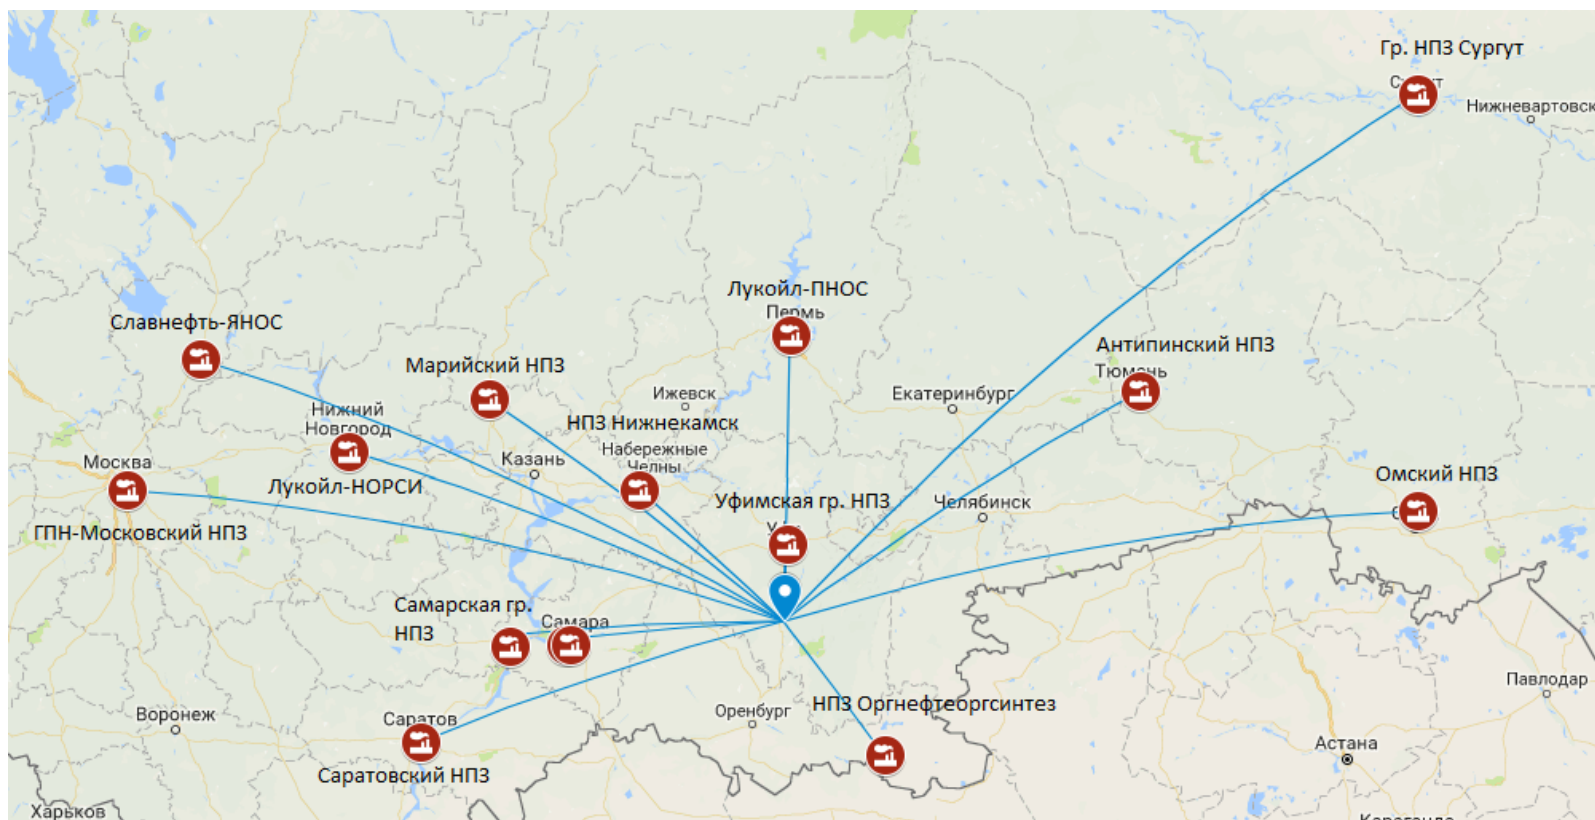 Гр. НПЗ Сургут
Нижневартовск
Лукойл-ПНОС
Пермь
Славнефть-ЯНОС
Антипинский НПЗ
Тюмень
Марийский НПЗ
Ижевск
Екатеринбург
Нижний
Новгород
НПЗ Нижнекамск
Набережные
Челны
Москва
Казань
Омский НПЗ
Лукойл-НОРСИ
Уфимская гр. НПЗ
Челябинск
ГПН-Московский НПЗ
Самарская гр.
НПЗ
Самара
Павлодар
НПЗ Оргнефтеоргсинтез
Воронеж
Саратов
Оренбург
Астана
Саратовский НПЗ
Харьков